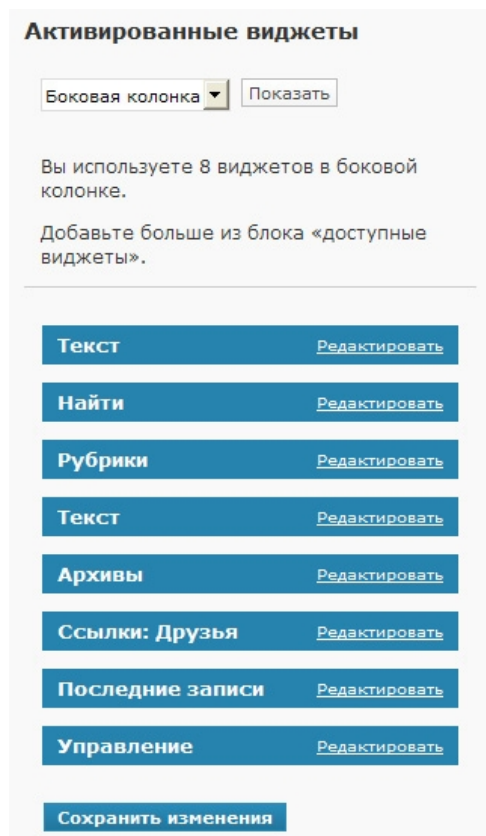 Активированные виджеты
Боковая колонка Показать
Вы используете 8 виджетов в боковой
колонке.
Добавьте больше из блока «доступные
виджеты».
Текст Редактировать
Найти Редактировать
Рубрики Редактировать
Текст Редактировать
Архивы Редактировать
Ссылки: Друзья Редактировать
Последние записи Редактировать
Управление Редактировать
Сохранить изменения